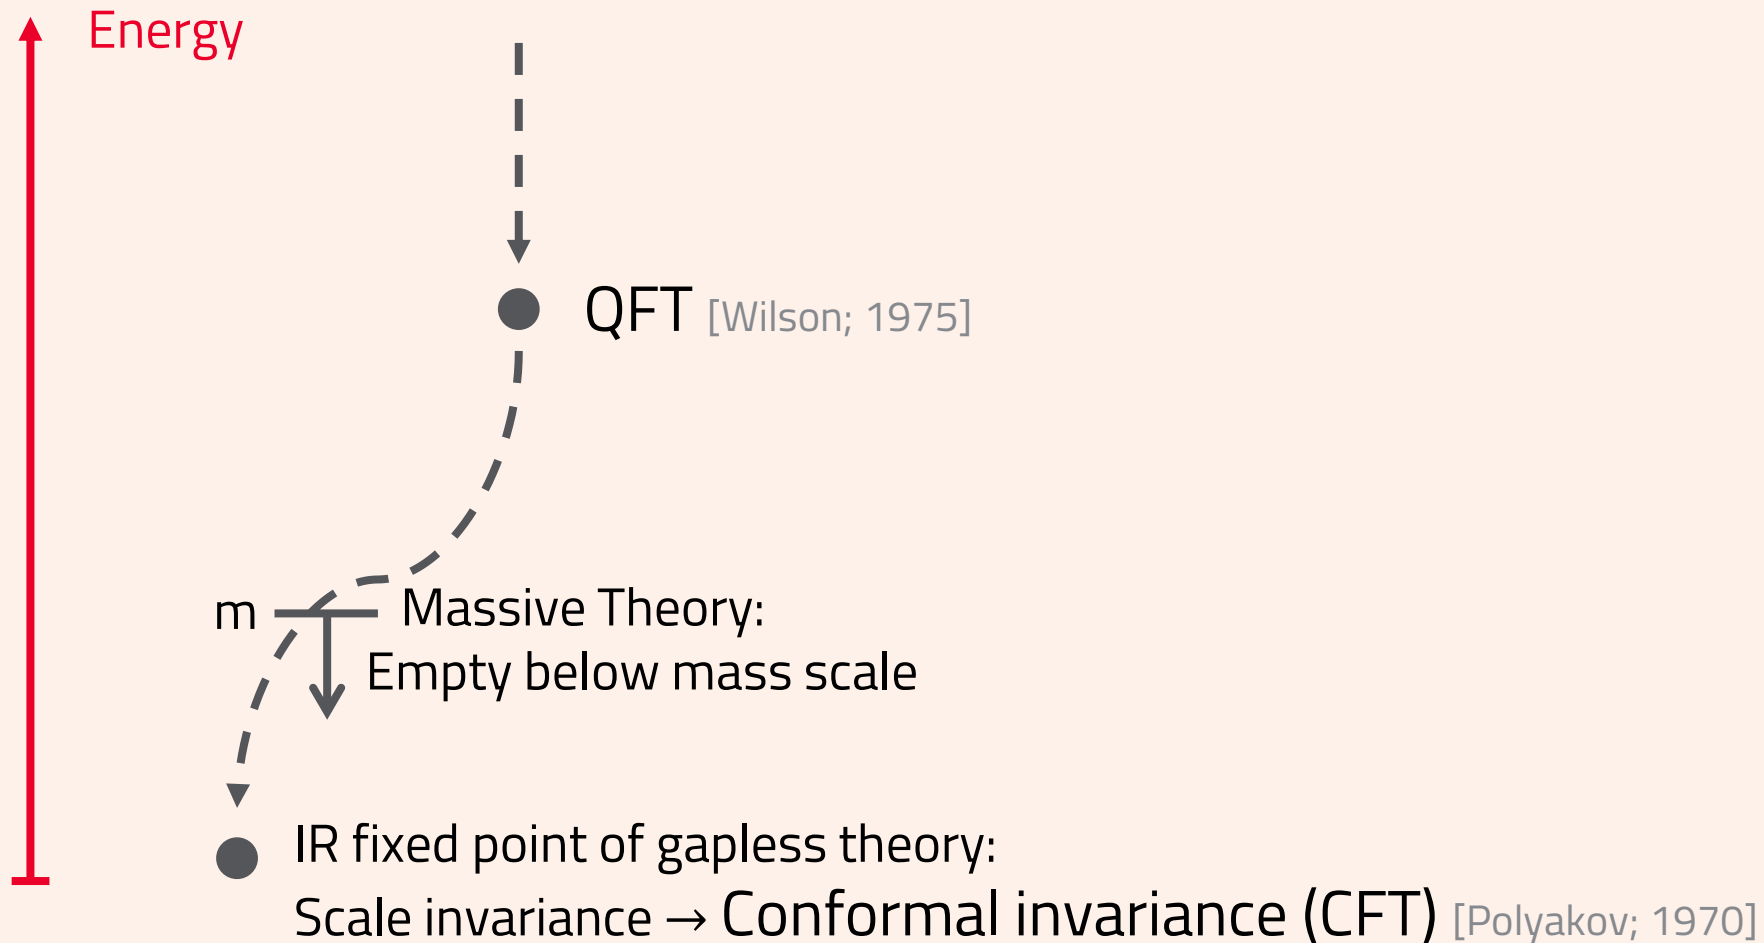 Energy
QFT [Wilson; 1975]
m Massive Theory:
Empty below mass scale
IR fixed point of gapless theory:
Scale invariance → Conformal invariance (CFT) [Polyakov; 1970]